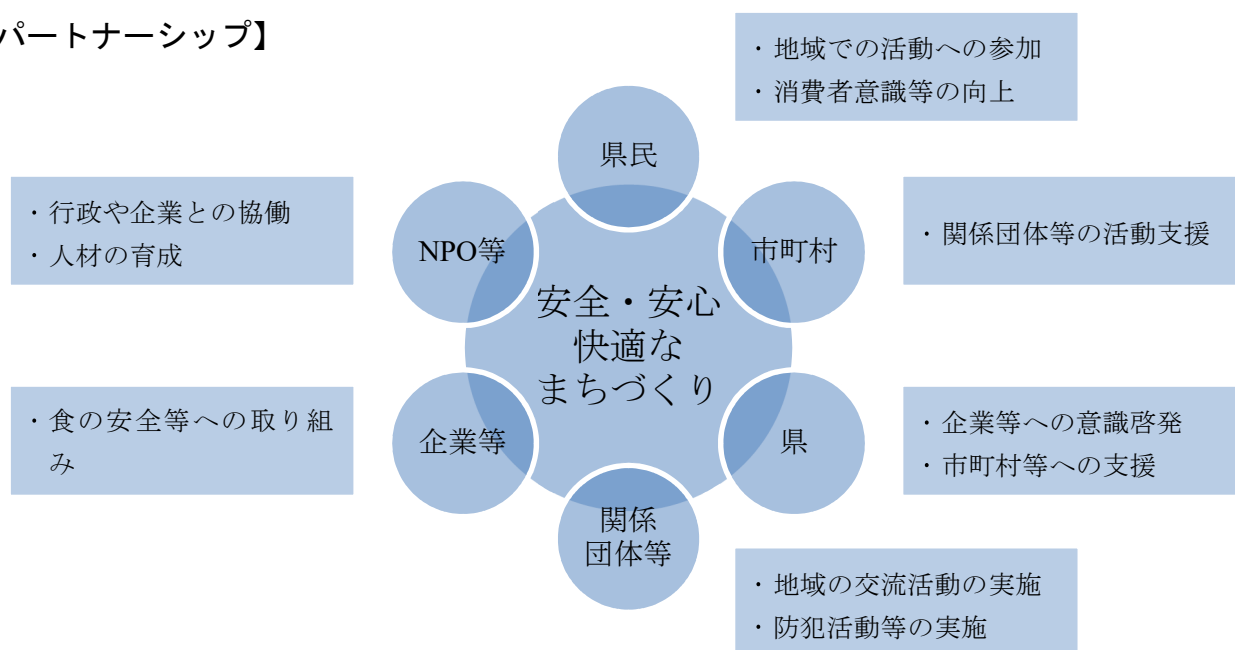 パートナーシップ】
・地域での活動への参加
・消費者意識等の向上
県民
・行政や企業との協働
・人材の育成
NPO等
市町村
・関係団体等の活動支援
安全・安心
快適な
まちづくり
・食の安全等への取り組
み
企業等
県
・企業等への意識啓発
・市町村等への支援
関係
団体等
・地域の交流活動の実施
・防犯活動等の実施